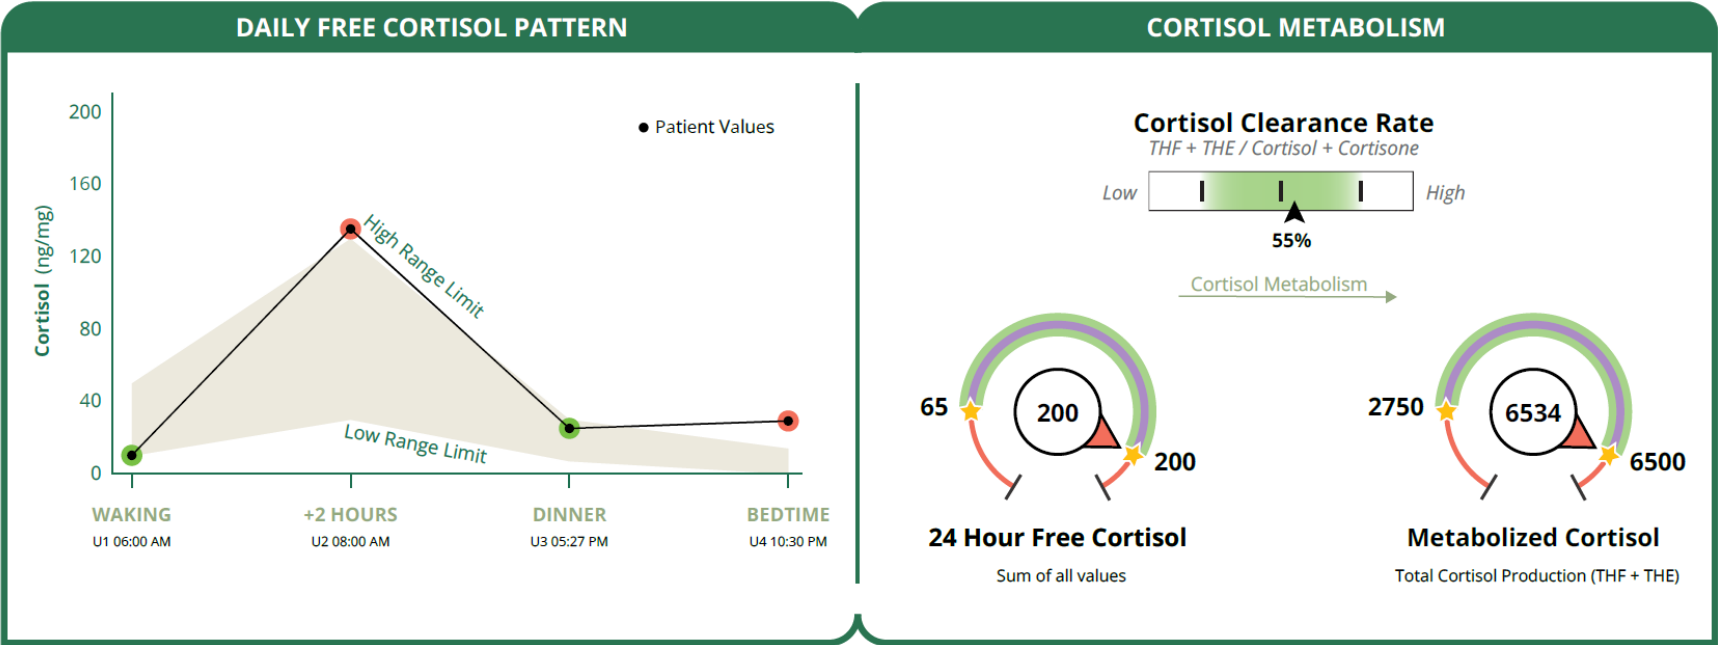 DAILY FREE CORTISOL PATTERN
200
160
120
80
40
0
Cortisol (ng/mg)
Patient Values
High Range Limit
Low Range Limit
WAKING
U1 06:00 AM
+2 HOURS
U2 08:00 AM
DINNER
U3 05:27 PM
BEDTIME
U4 10:30 PM
CORTISOL METABOLISM
Cortisol Clearance Rate
THF + THE / Cortisol + Cortisone
Low
High
55%
Cortisol Metabolism
65
200
200
24 Hour Free Cortisol
Sum of all values
2750
6534
6500
Metabolized Cortisol
Total Cortisol Production (THF + THE)